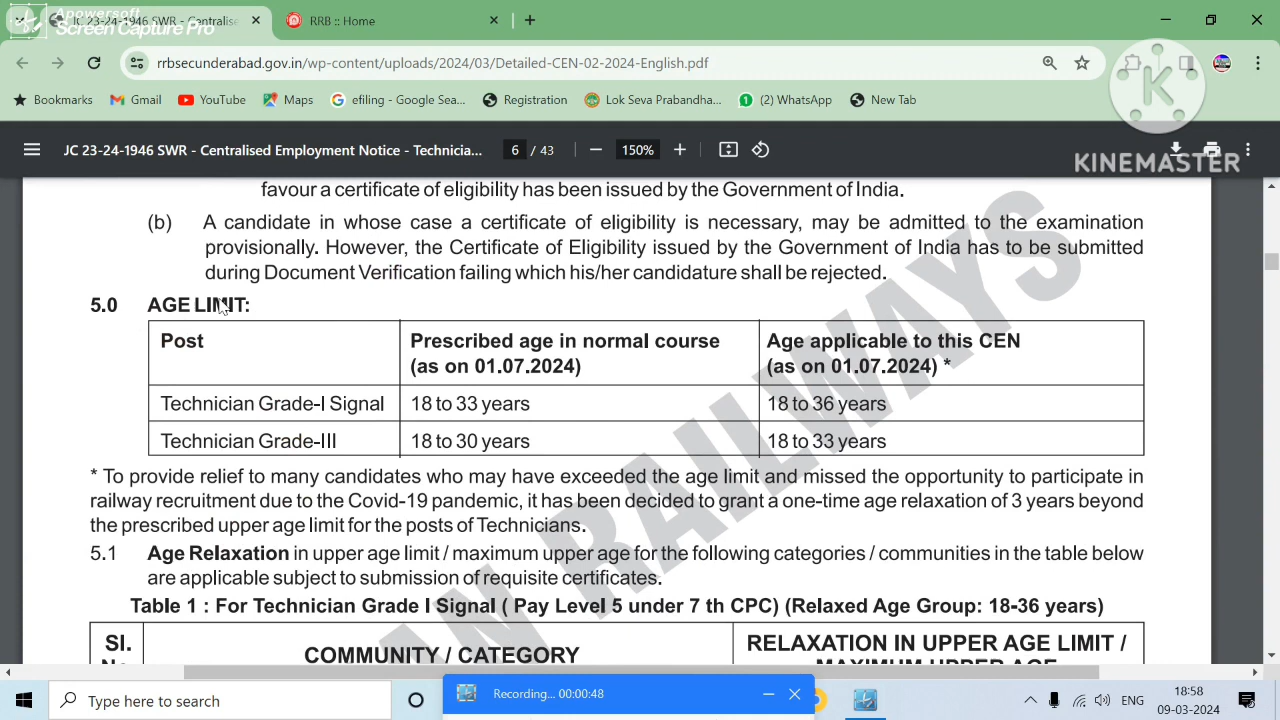 Apowersoft
Screen Capture Pro
JC 23-24-1946 SWR - Centralise
RRB :: Home
rrbsecunderabad.gov.in/wp-content/uploads/2024/03/Detailed-CEN-02-2024-English.pdf
Bookmarks Gmail YouTube Maps efiling - Google Sea... Registration Lok Seva Prabandha... (2) WhatsApp New Tab
K
JC 23-24-1946 SWR - Centralised Employment Notice - Technicia... 6 / 43 150%
KINEMASTER
favour a certificate of eligibility has been issued by the Government of India.
(b) A candidate in whose case a certificate of eligibility is necessary, may be admitted to the examination
provisionally. However, the Certificate of Eligibility issued by the Government of India has to be submitted
during Document Verification failing which his/her candidature shall be rejected.
5.0 AGE LIMIT:
Post Prescribed age in normal course Age applicable to this CEN
(as on 01.07.2024) (as on 01.07.2024) *
Technician Grade-I Signal 18 to 33 years 18 to 36 years
Technician Grade-III 18 to 30 years 18 to 33 years
* To provide relief to many candidates who may have exceeded the age limit and missed the opportunity to participate in
railway recruitment due to the Covid-19 pandemic, it has been decided to grant a one-time age relaxation of 3 years beyond
the prescribed upper age limit for the posts of Technicians.
5.1 Age Relaxation in upper age limit / maximum upper age for the following categories / communities in the table below
are applicable subject to submission of requisite certificates.
Table 1 : For Technician Grade I Signal ( Pay Level 5 under 7 th CPC) (Relaxed Age Group: 18-36 years)
Sl. COMMUNITY / CATEGORY RELAXATION IN UPPER AGE LIMIT /
No. MAXIMUM UPPER AGE
AN RAILWAYS
Type here to search
Recording... 00:00:48
ENG
18:58
09-03-2024